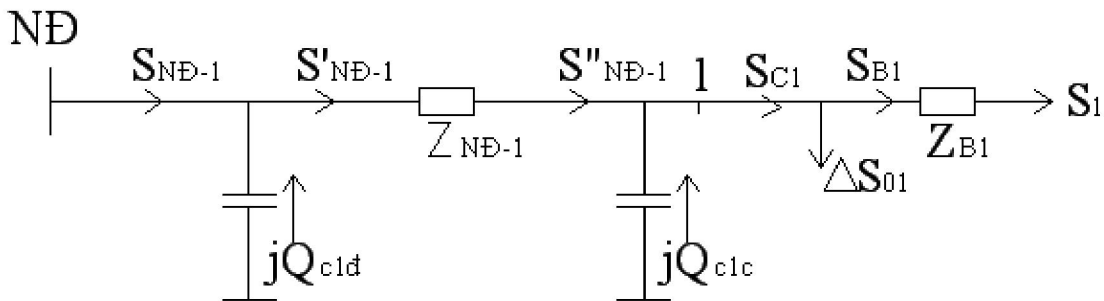 NĐ
SNĐ-1
S'NĐ-1
S"NĐ-1
1
SC1
SB1
S1
ZNĐ-1
ZB1
ΔS01
jQc1đ
jQc1c